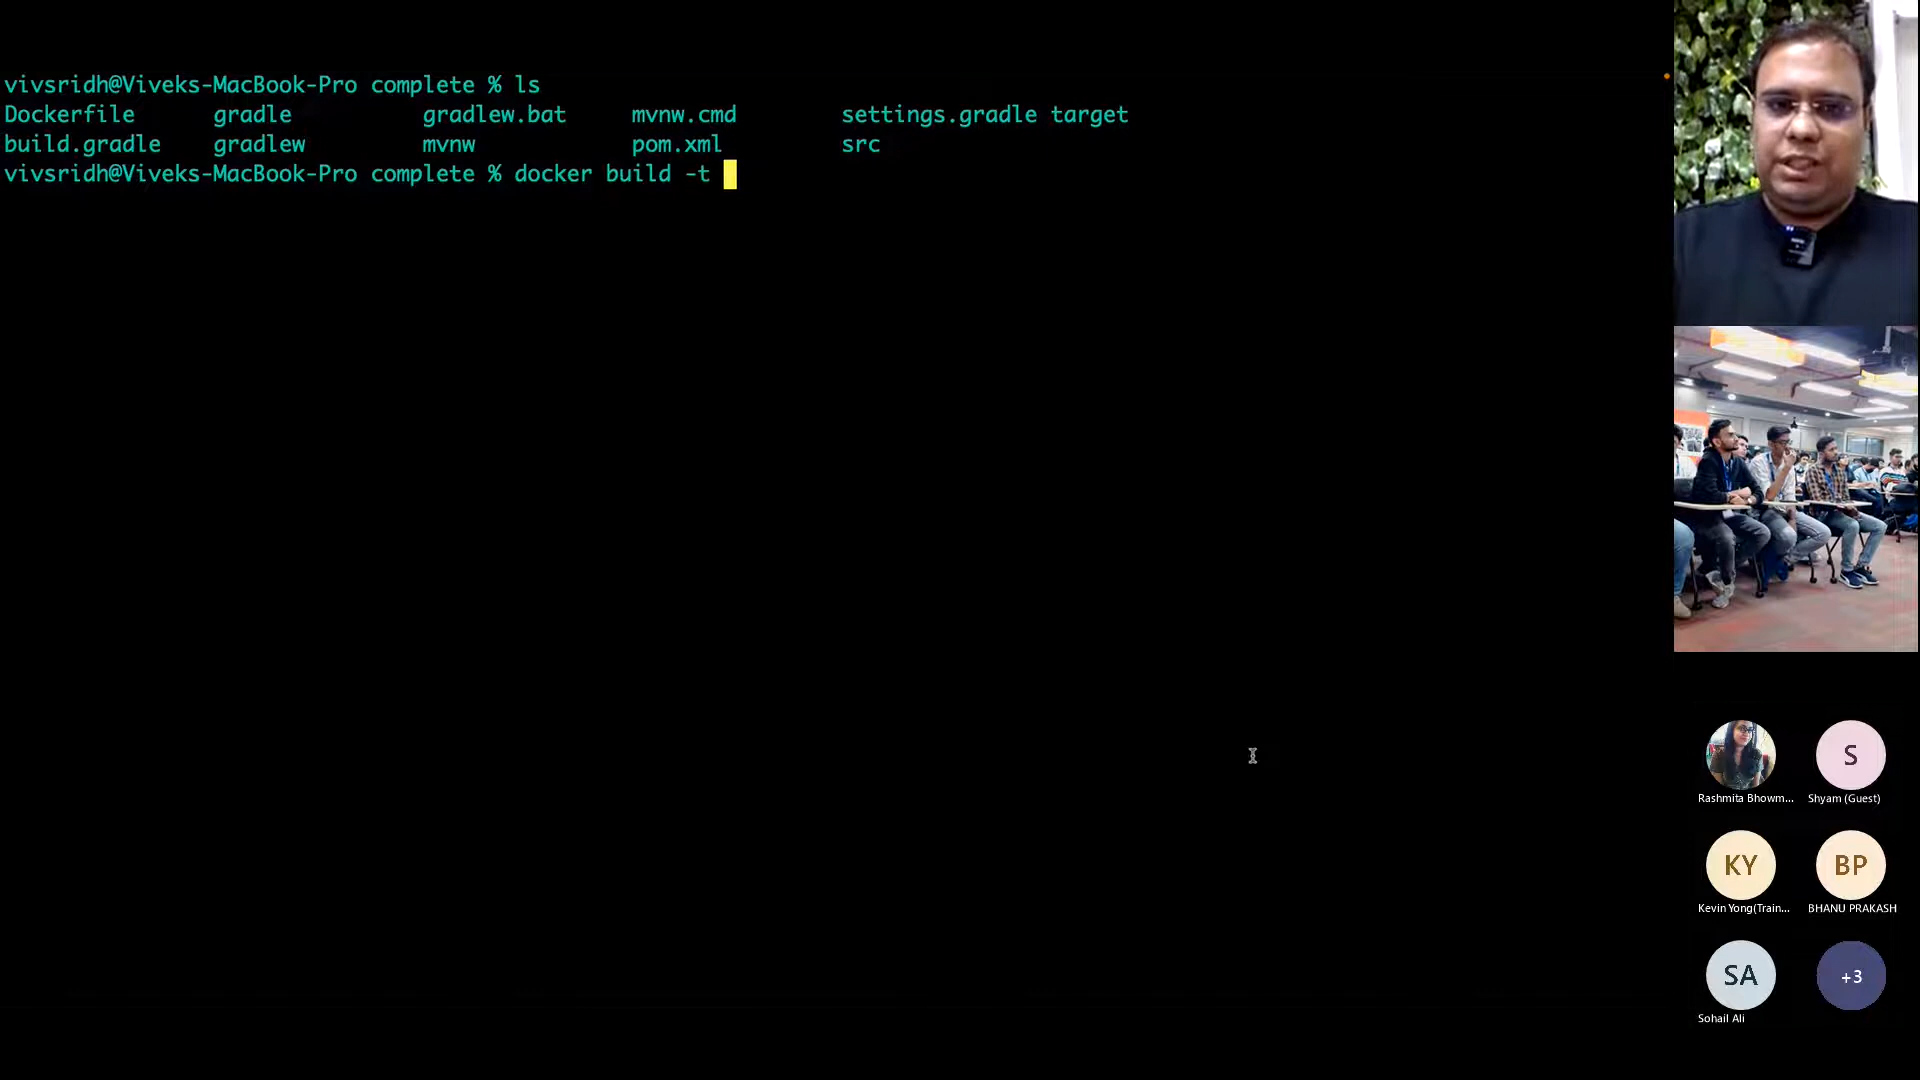 vivsridh@Viveks-MacBook-Pro complete % ls
Dockerfile gradle gradlew.bat mvnw.cmd settings.gradle target
build.gradle gradlew mvnw pom.xml src
vivsridh@Viveks-MacBook-Pro complete % docker build -t
S
Rashmita Bhowm... Shyam (Guest)
KY BP
Kevin Yong(Train... BHANU PRAKASH
SA +3
Sohail Ali